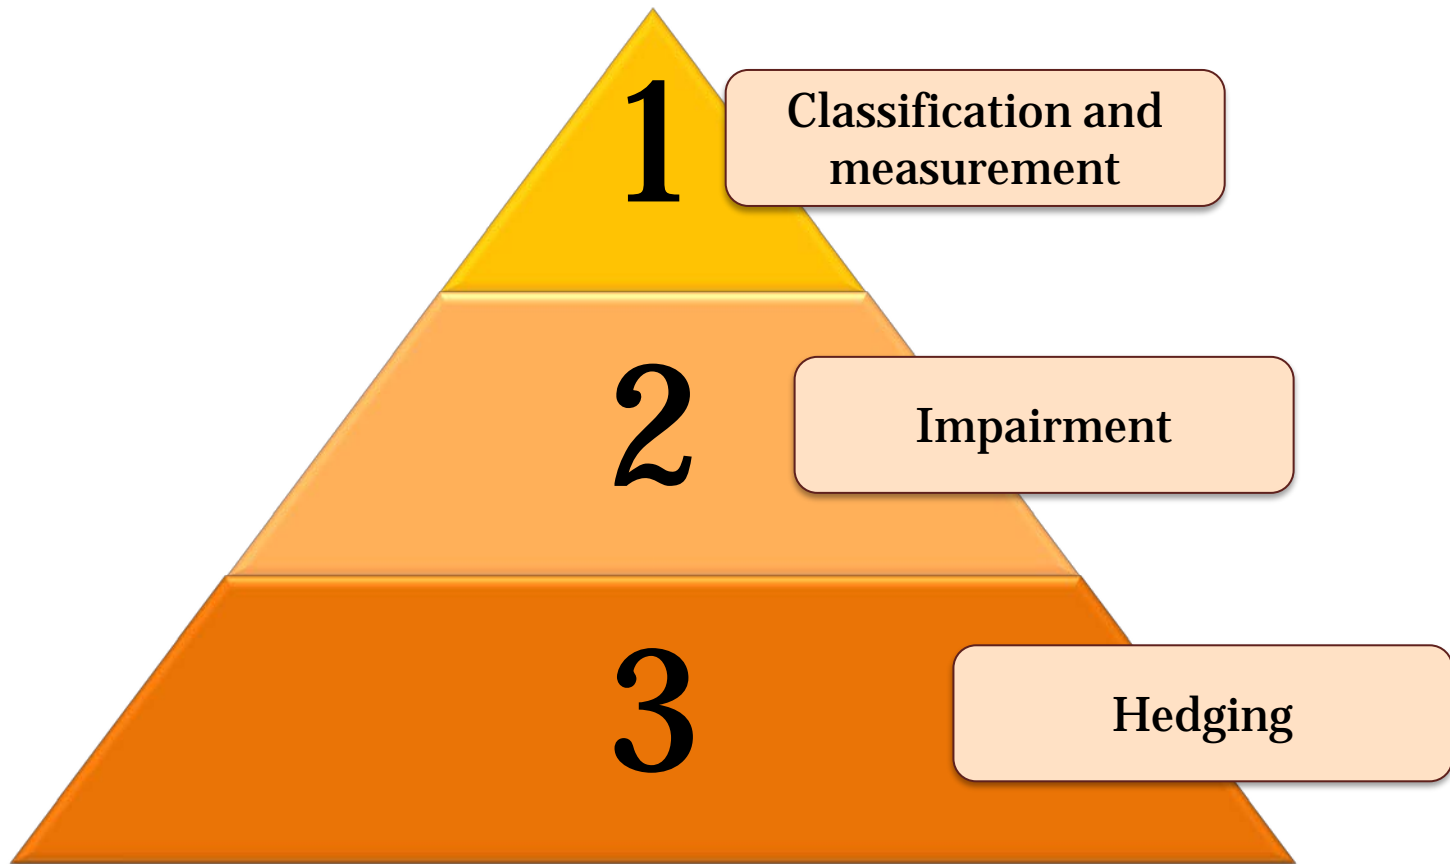 1
Classification and
measurement
2
Impairment
3
Hedging